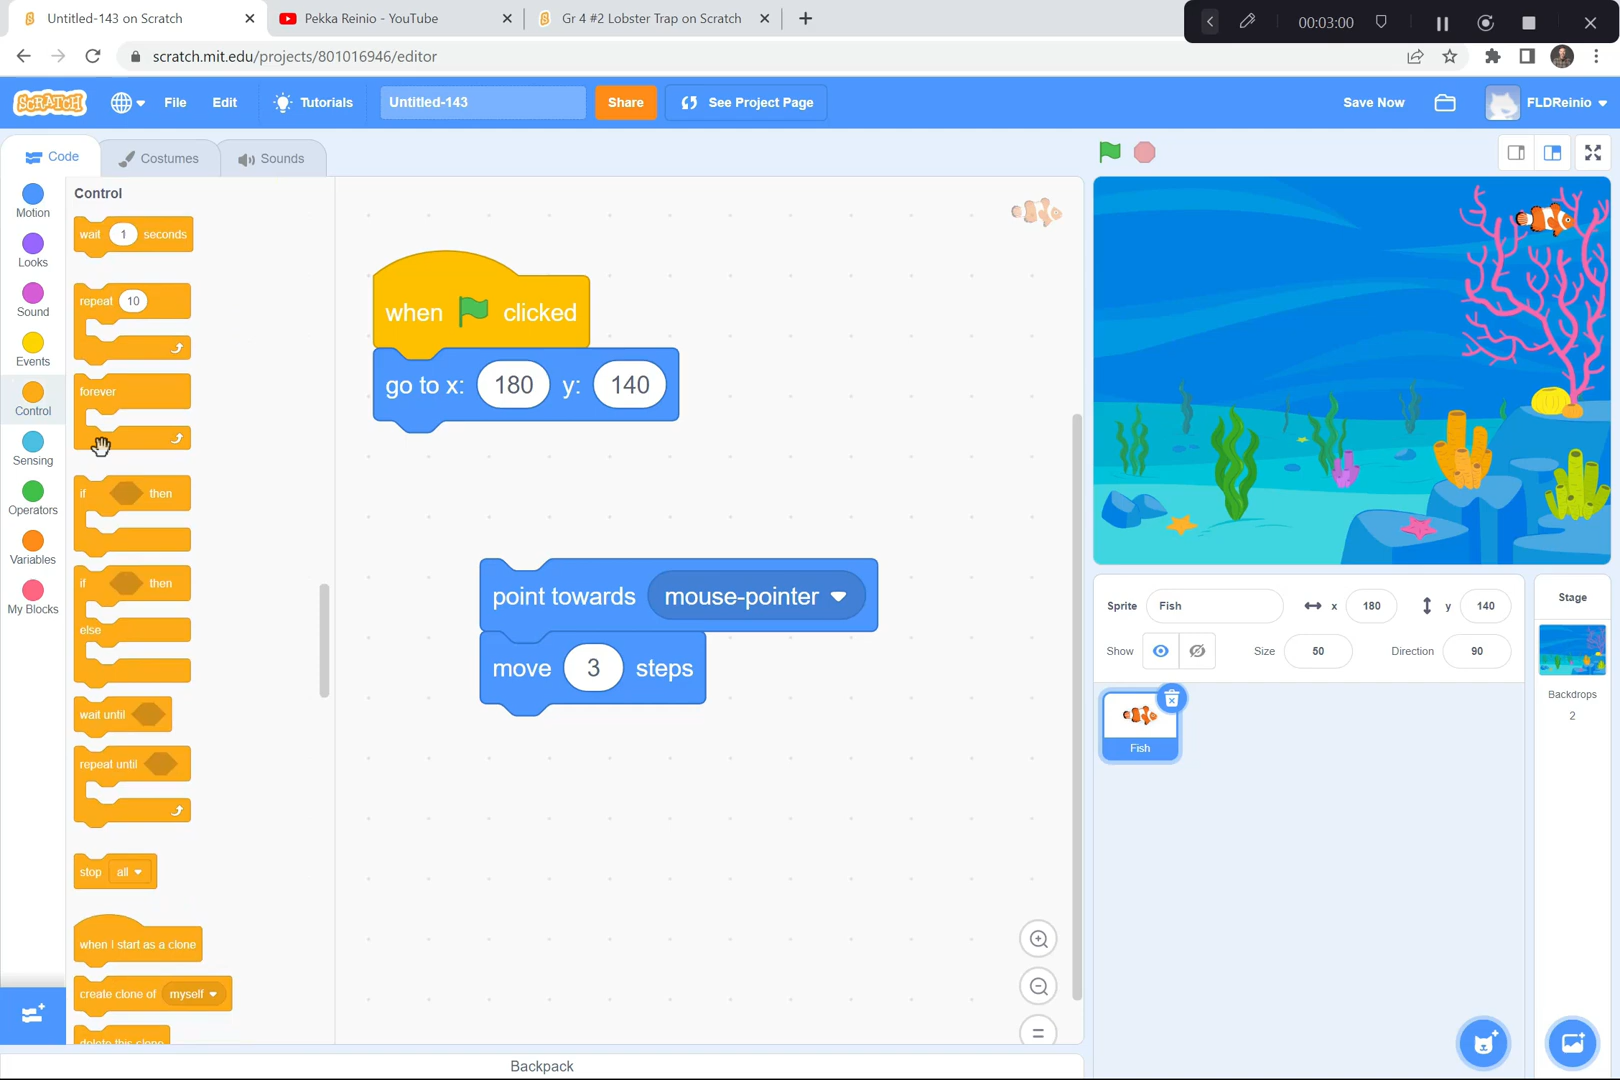 Untitled-143 on Scratch
Pekka Reinio - YouTube
Gr 4 #2 Lobster Trap on Scratch
00:03:00
scratch.mit.edu/projects/801016946/editor
SCRATCH
File
Edit
Tutorials
Untitled-143
Share
See Project Page
Save Now
FLDReinio
Code
Costumes
Sounds
Motion
Looks
Sound
Events
Control
Sensing
Operators
Variables
My Blocks
Control
wait 1 seconds
repeat 10
forever
if then
if then
else
wait until
repeat until
stop all
when I start as a clone
create clone of myself
delete this clone
when clicked
go to x: 180 y: 140
point towards mouse-pointer
move 3 steps
Backpack
Sprite Fish x 180 y 140
Show Size 50 Direction 90
Fish
Stage
Backdrops
2